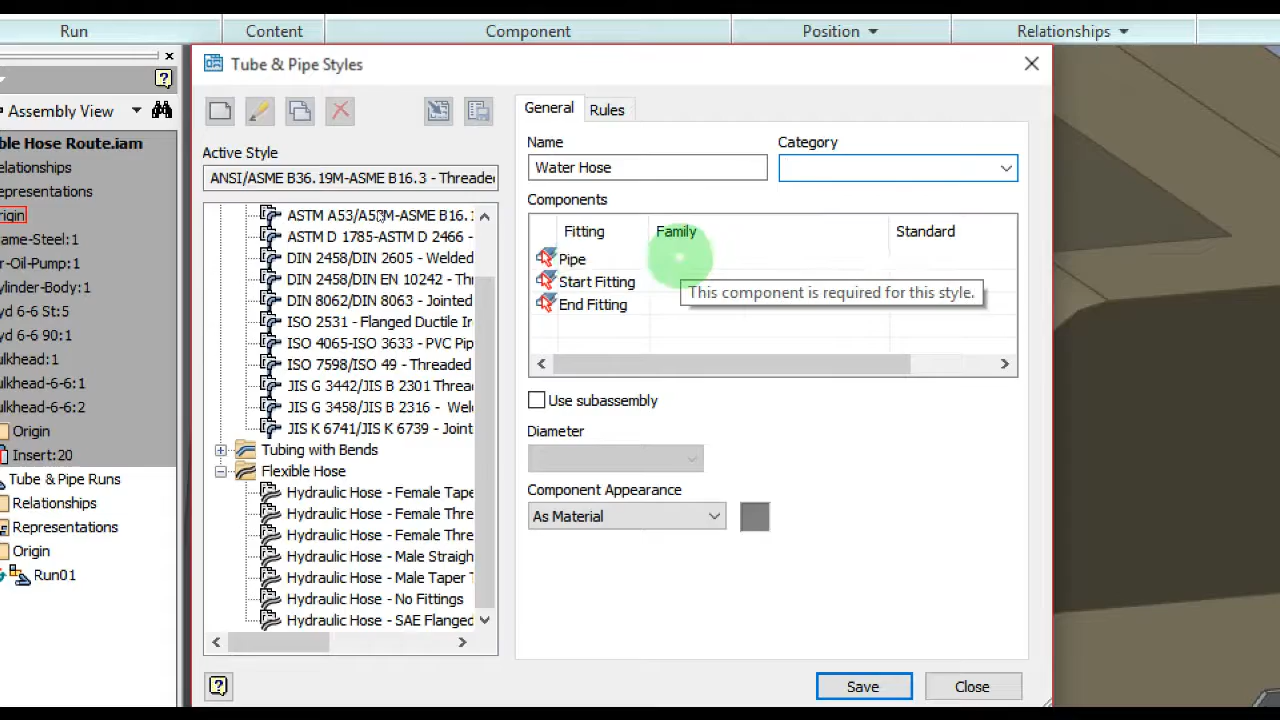 Run
Content
Component
Position
Relationships
Tube & Pipe Styles
Assembly View
ble Hose Route.iam
elationships
epresentations
rigin
ame-Steel:1
r-Oil-Pump:1
ylinder-Body:1
yd 6-6 St:5
yd 6-6 90:1
ulkhead:1
ulkhead-6-6:1
ulkhead-6-6:2
Origin
Insert:20
Tube & Pipe Runs
Relationships
Representations
Origin
Run01
Active Style
ANSI/ASME B36.19M-ASME B16.3 - Threade
ASTM A53/A53M-ASME B16.1
ASTM D 1785-ASTM D 2466 -
DIN 2458/DIN 2605 - Welded
DIN 2458/DIN EN 10242 - Th
DIN 8062/DIN 8063 - Jointed
ISO 2531 - Flanged Ductile Ir
ISO 4065-ISO 3633 - PVC Pip
ISO 7598/ISO 49 - Threaded
JIS G 3442/JIS B 2301 Threa
JIS G 3458/JIS B 2316 - Wel
JIS K 6741/JIS K 6739 - Joint
Tubing with Bends
Flexible Hose
Hydraulic Hose - Female Tape
Hydraulic Hose - Female Thre
Hydraulic Hose - Female Thre
Hydraulic Hose - Male Straigh
Hydraulic Hose - Male Taper T
Hydraulic Hose - No Fittings
Hydraulic Hose - SAE Flanged
General
Rules
Name
Category
Water Hose
Components
Fitting Family Standard
Pipe
Start Fitting
End Fitting
This component is required for this style.
Use subassembly
Diameter
Component Appearance
As Material
Save
Close